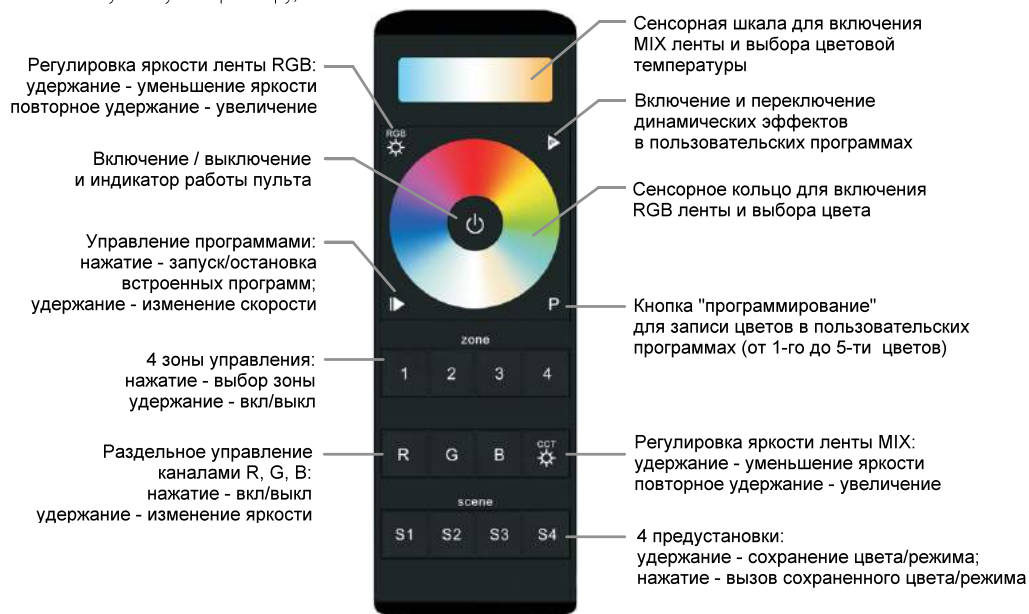 Регулировка яркости ленты RGB:
удержание - уменьшение яркости
повторное удержание - увеличение
Включение / выключение
и индикатор работы пульта
Управление программами:
нажатие - запуск/остановка
встроенных программ;
удержание - изменение скорости
4 зоны управления:
нажатие - выбор зоны
удержание - вкл/выкл
Раздельное управление
каналами R, G, B:
нажатие - вкл/выкл
удержание - изменение яркости
RGB
P
zone
1 2 3 4
R G B CCT
scene
S1 S2 S3 S4
Сенсорная шкала для включения
MIX ленты и выбора цветовой
температуры
Включение и переключение
динамических эффектов
в пользовательских программах
Сенсорное кольцо для включения
RGB ленты и выбора цвета
Кнопка "программирование"
для записи цветов в пользовательских
программах (от 1-го до 5-ти цветов)
Регулировка яркости ленты MIX:
удержание - уменьшение яркости
повторное удержание - увеличение
4 предустановки:
удержание - сохранение цвета/режима;
нажатие - вызов сохраненного цвета/режима